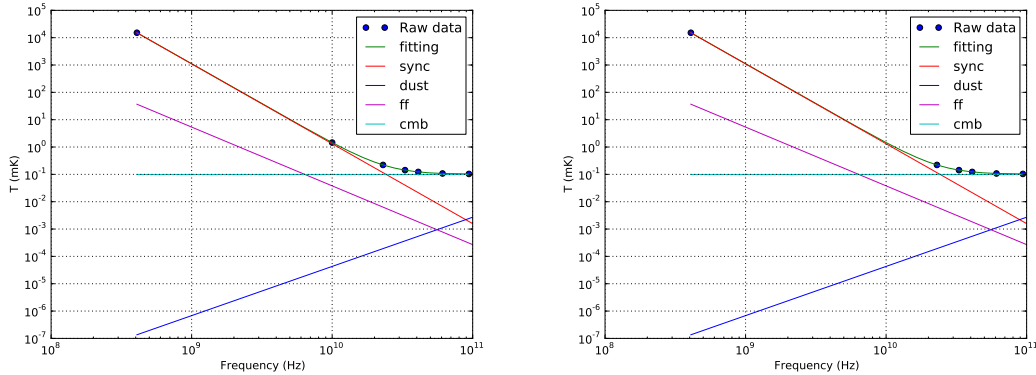 10^5
10^4
10^3
10^2
10^1
10^0
10^-1
10^-2
10^-3
10^-4
10^-5
10^-6
10^-7
T (mK)
10^8
10^9
10^10
10^11
Frequency (Hz)
Raw data
fitting
sync
dust
ff
cmb
10^5
10^4
10^3
10^2
10^1
10^0
10^-1
10^-2
10^-3
10^-4
10^-5
10^-6
10^-7
T (mK)
10^8
10^9
10^10
10^11
Frequency (Hz)
Raw data
fitting
sync
dust
ff
cmb